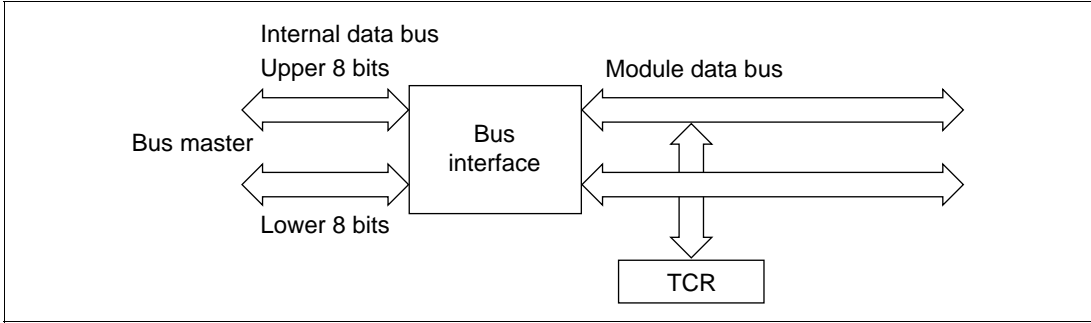 Internal data bus
Upper 8 bits
Module data bus
Bus master
Bus
interface
Lower 8 bits
TCR